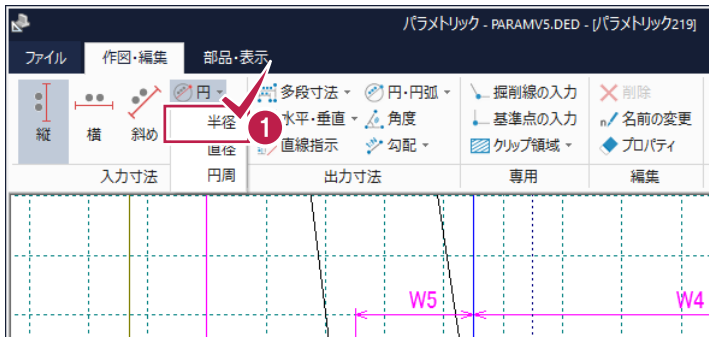 パラメトリック - PARAMV5.DED - [パラメトリック219]
ファイル 作図・編集 部品・表示
円 多段寸法 円・円弧 掘削線の入力 削除
半径 1 水平・垂直 角度 基準点の入力 名前の変更
縦 横 斜め 直径 直線指示 勾配 クリップ領域 プロパティ
入力寸法 円周 出力寸法 専用 編集
W5 W4